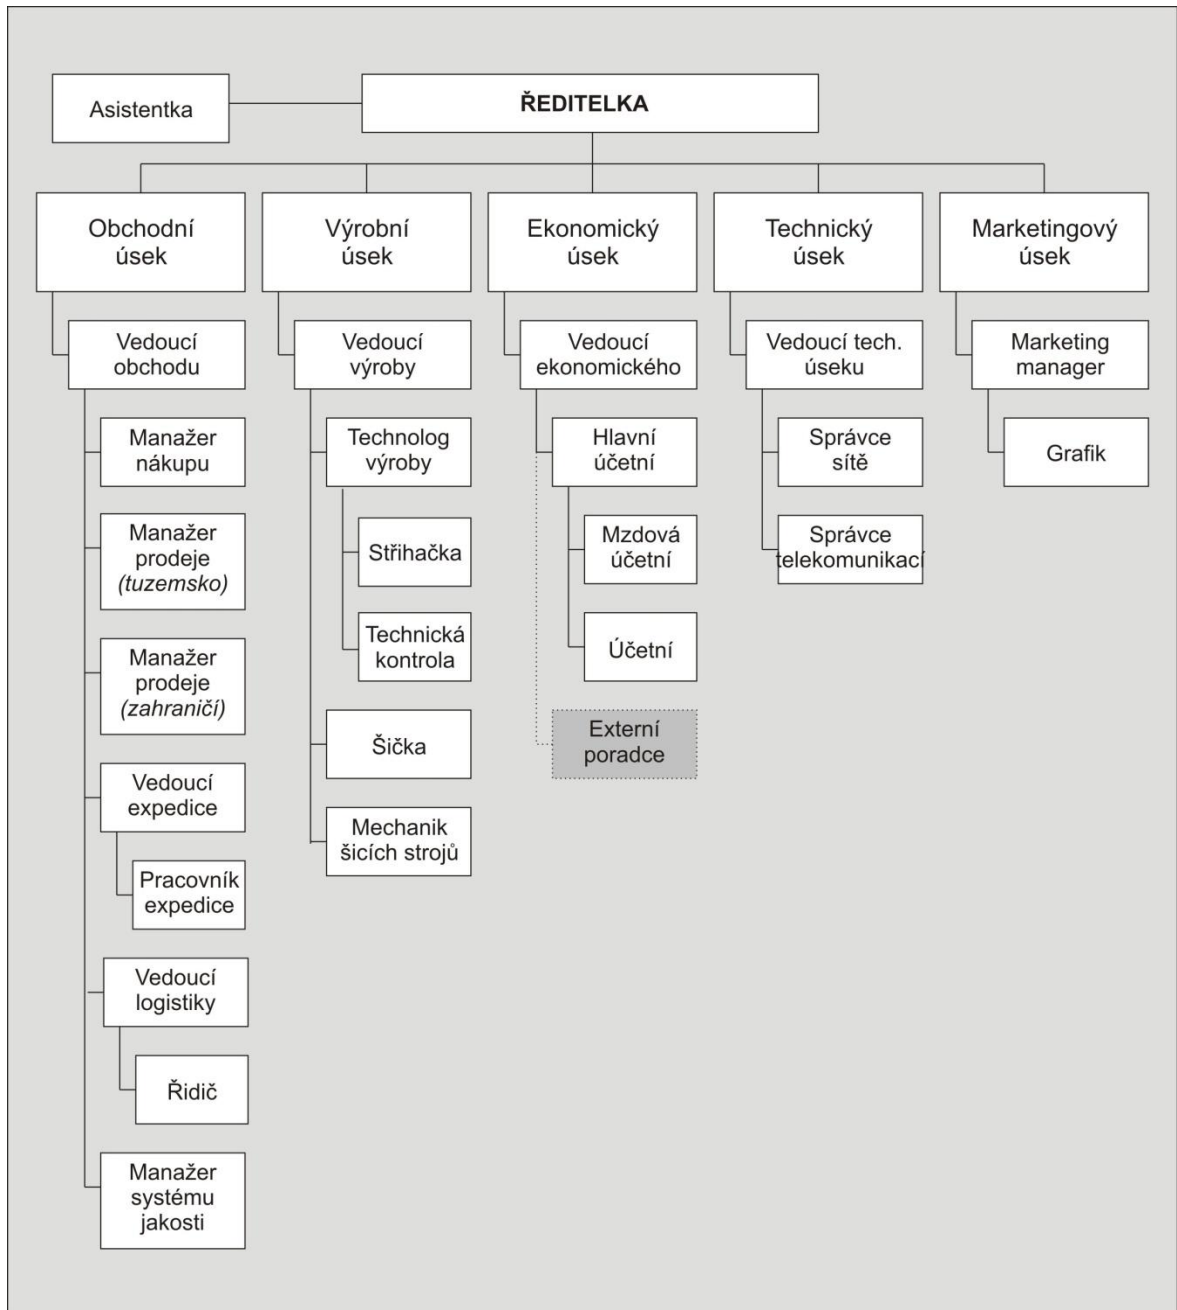 Asistentka
ŘEDITELKA
Obchodní
úsek
Výrobní
úsek
Ekonomický
úsek
Technický
úsek
Marketingový
úsek
Vedoucí
obchodu
Manažer
nákupu
Manažer
prodeje
(tuzemsko)
Manažer
prodeje
(zahraničí)
Vedoucí
expedice
Pracovník
expedice
Vedoucí
logistiky
Řidič
Manažer
systému
jakosti
Vedoucí
výroby
Technolog
výroby
Střihačka
Technická
kontrola
Šička
Mechanik
šicích strojů
Vedoucí
ekonomického
Hlavní
účetní
Mzdová
účetní
Účetní
Externí
poradce
Vedoucí tech.
úseku
Správce
sítě
Správce
telekomunikací
Marketing
manager
Grafik